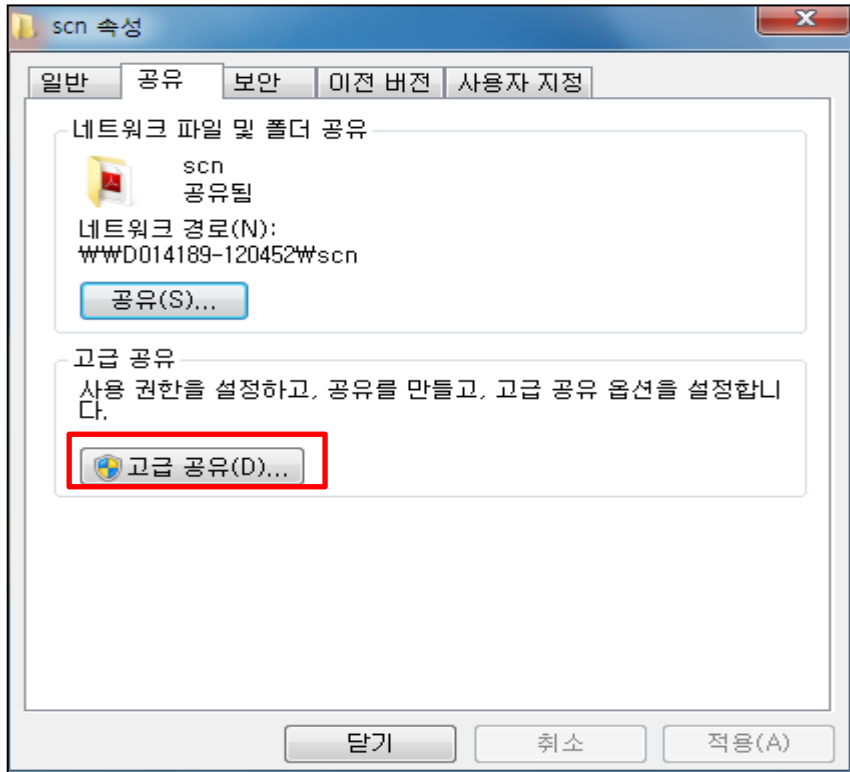 scn 속성
일반 공유 보안 이전 버전 사용자 지정
네트워크 파일 및 폴더 공유
scn
공유됨
네트워크 경로(N):
₩₩D014189-120452₩scn
공유(S)...
고급 공유
사용 권한을 설정하고, 공유를 만들고, 고급 공유 옵션을 설정합니
다.
고급 공유(D)...
닫기 취소 적용(A)